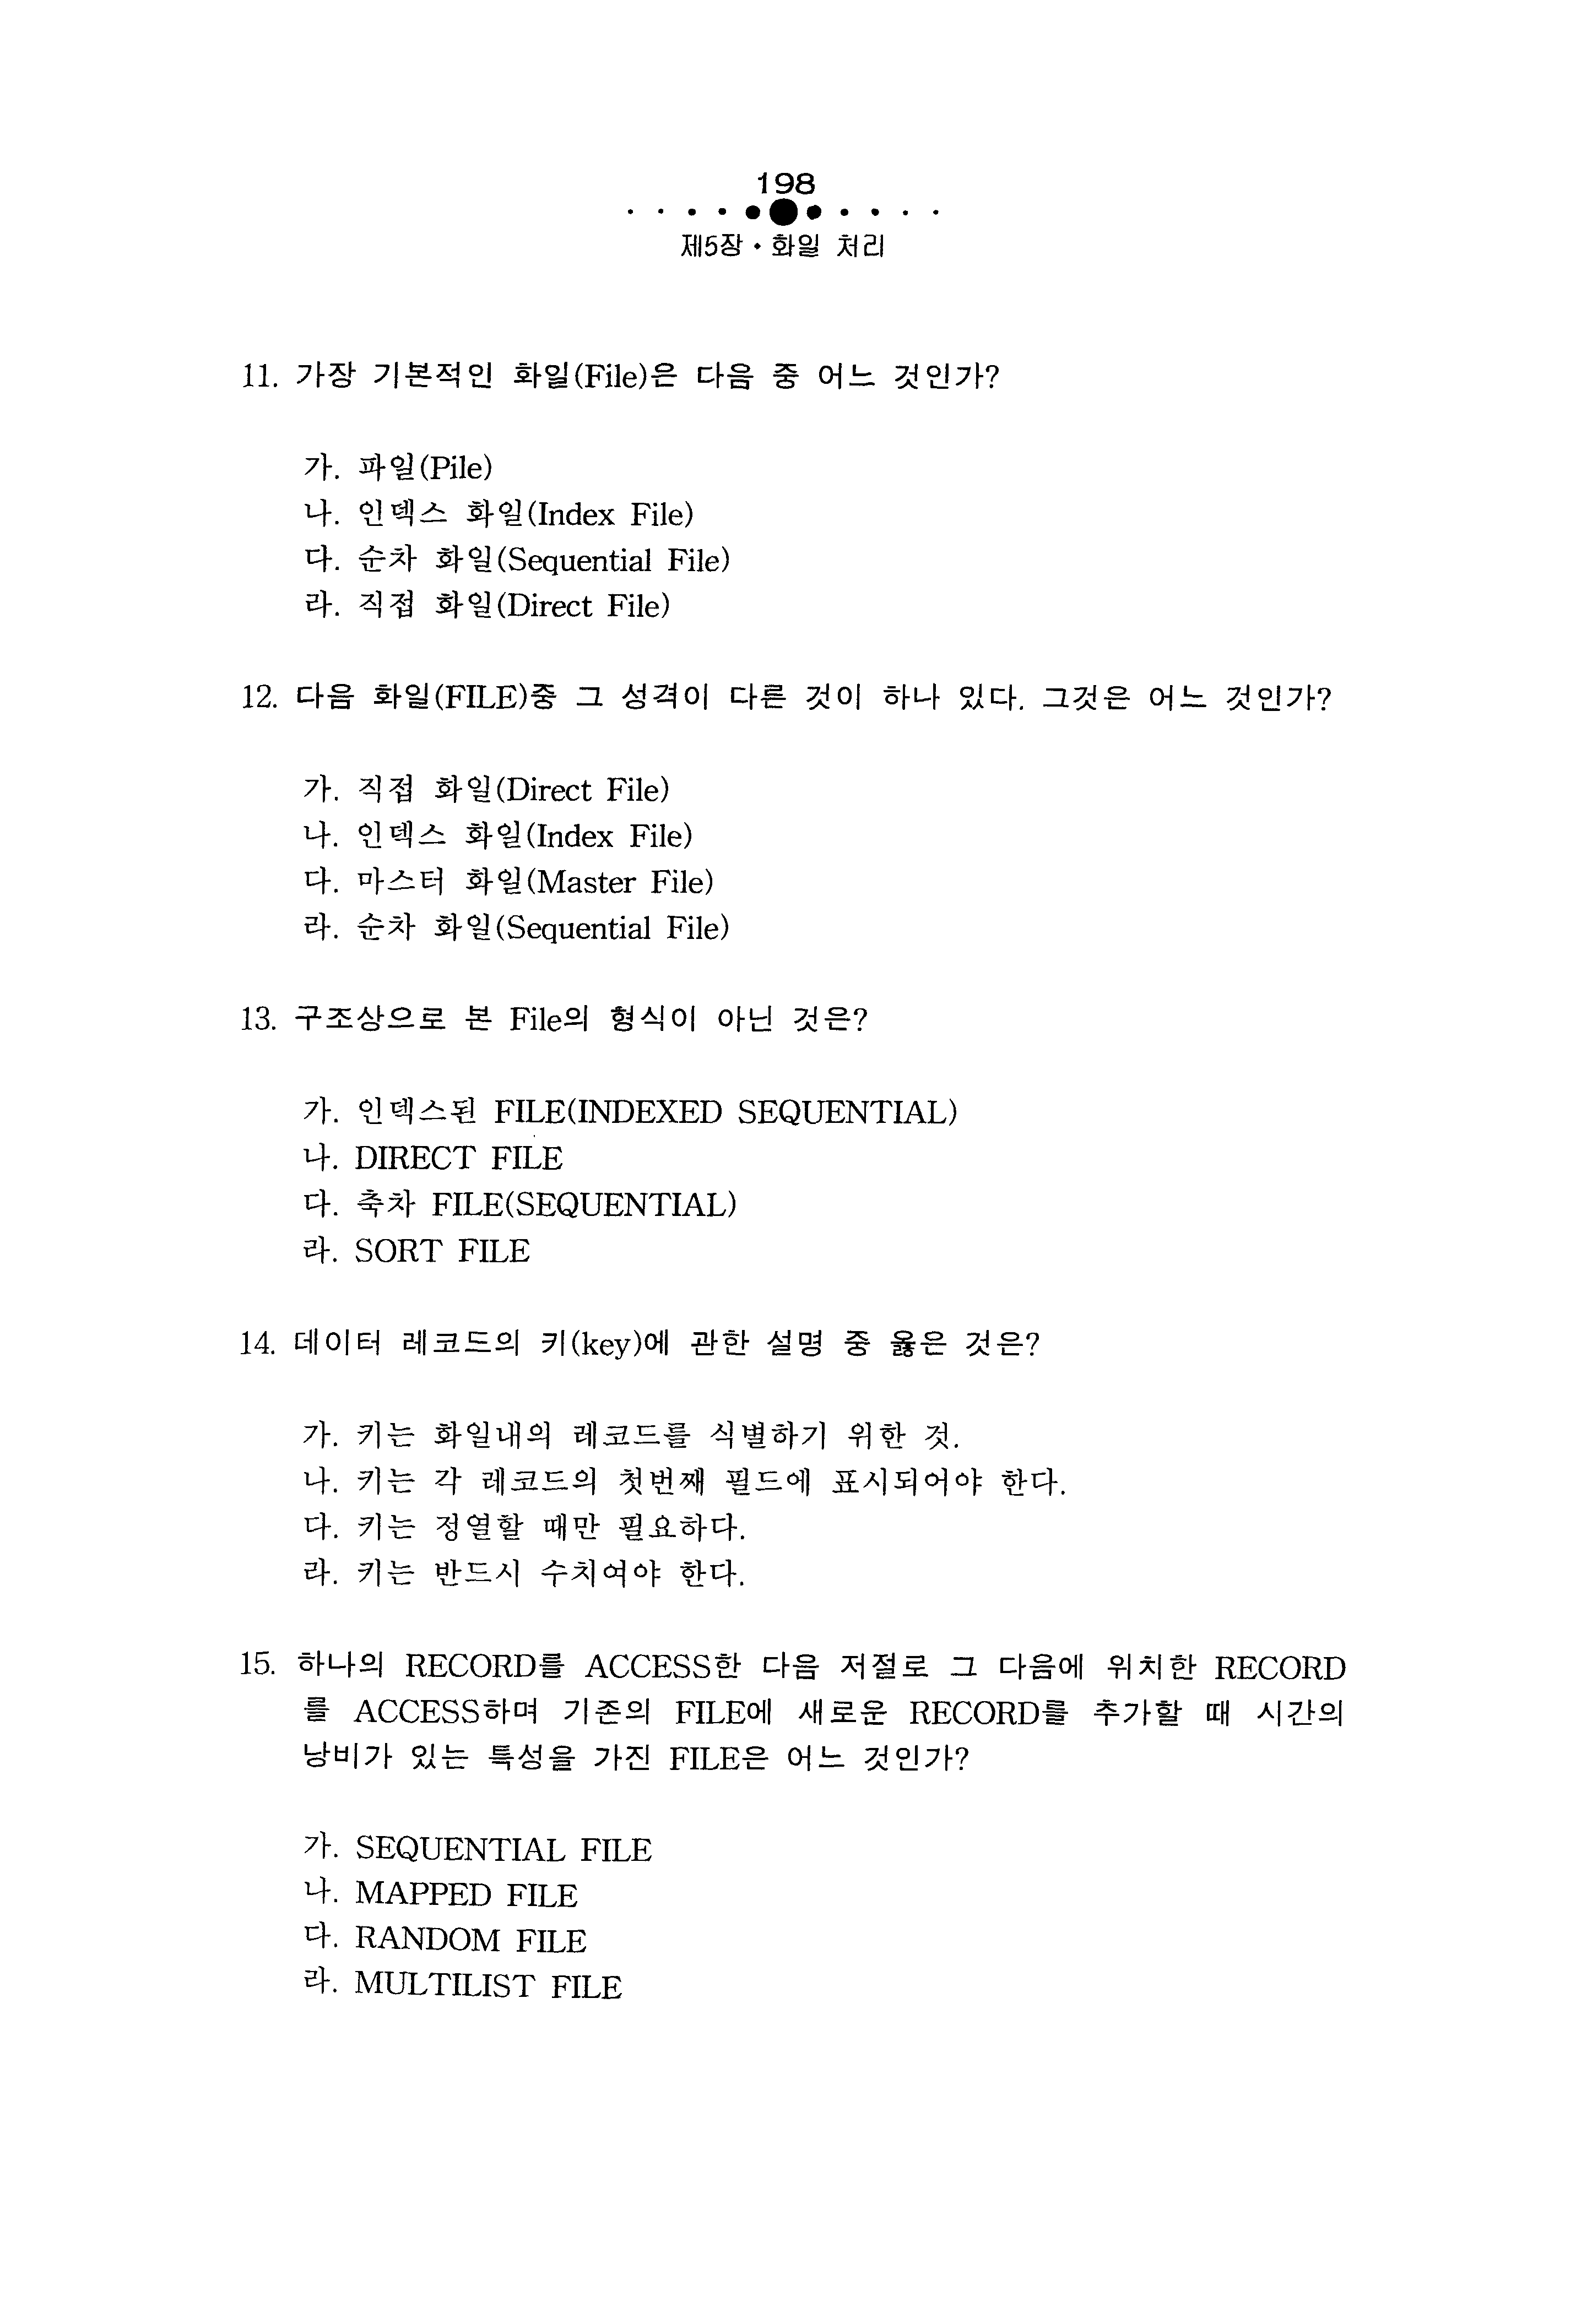 198
제5장 • 화일 처리
11. 가장 기본적인 화일(File)은 다음 중 어느 것인가?
가. 파일(Pile)
나. 인덱스 화일(Index File)
다. 순차 화일(Sequential File)
라. 직접 화일(Direct File)
12. 다음 화일(FILE)중 그 성격이 다른 것이 하나 있다. 그것은 어느 것인가?
가. 직접 화일(Direct File)
나. 인덱스 화일(Index File)
다. 마스터 화일(Master File)
라. 순차 화일(Sequential File)
13. 구조상으로 본 File의 형식이 아닌 것은?
가. 인덱스된 FILE(INDEXED SEQUENTIAL)
나. DIRECT FILE
다. 축차 FILE(SEQUENTIAL)
라. SORT FILE
14. 데이터 레코드의 키(key)에 관한 설명 중 옳은 것은?
가. 키는 화일내의 레코드를 식별하기 위한 것.
나. 키는 각 레코드의 첫번째 필드에 표시되어야 한다.
다. 키는 정열할 때만 필요하다.
라. 키는 반드시 수치여야 한다.
15. 하나의 RECORD를 ACCESS한 다음 저절로 그 다음에 위치한 RECORD
를 ACCESS하며 기존의 FILE에 새로운 RECORD를 추가할 때 시간의
낭비가 있는 특성을 가진 FILE은 어느 것인가?
가. SEQUENTIAL FILE
나. MAPPED FILE
다. RANDOM FILE
라. MULTILIST FILE